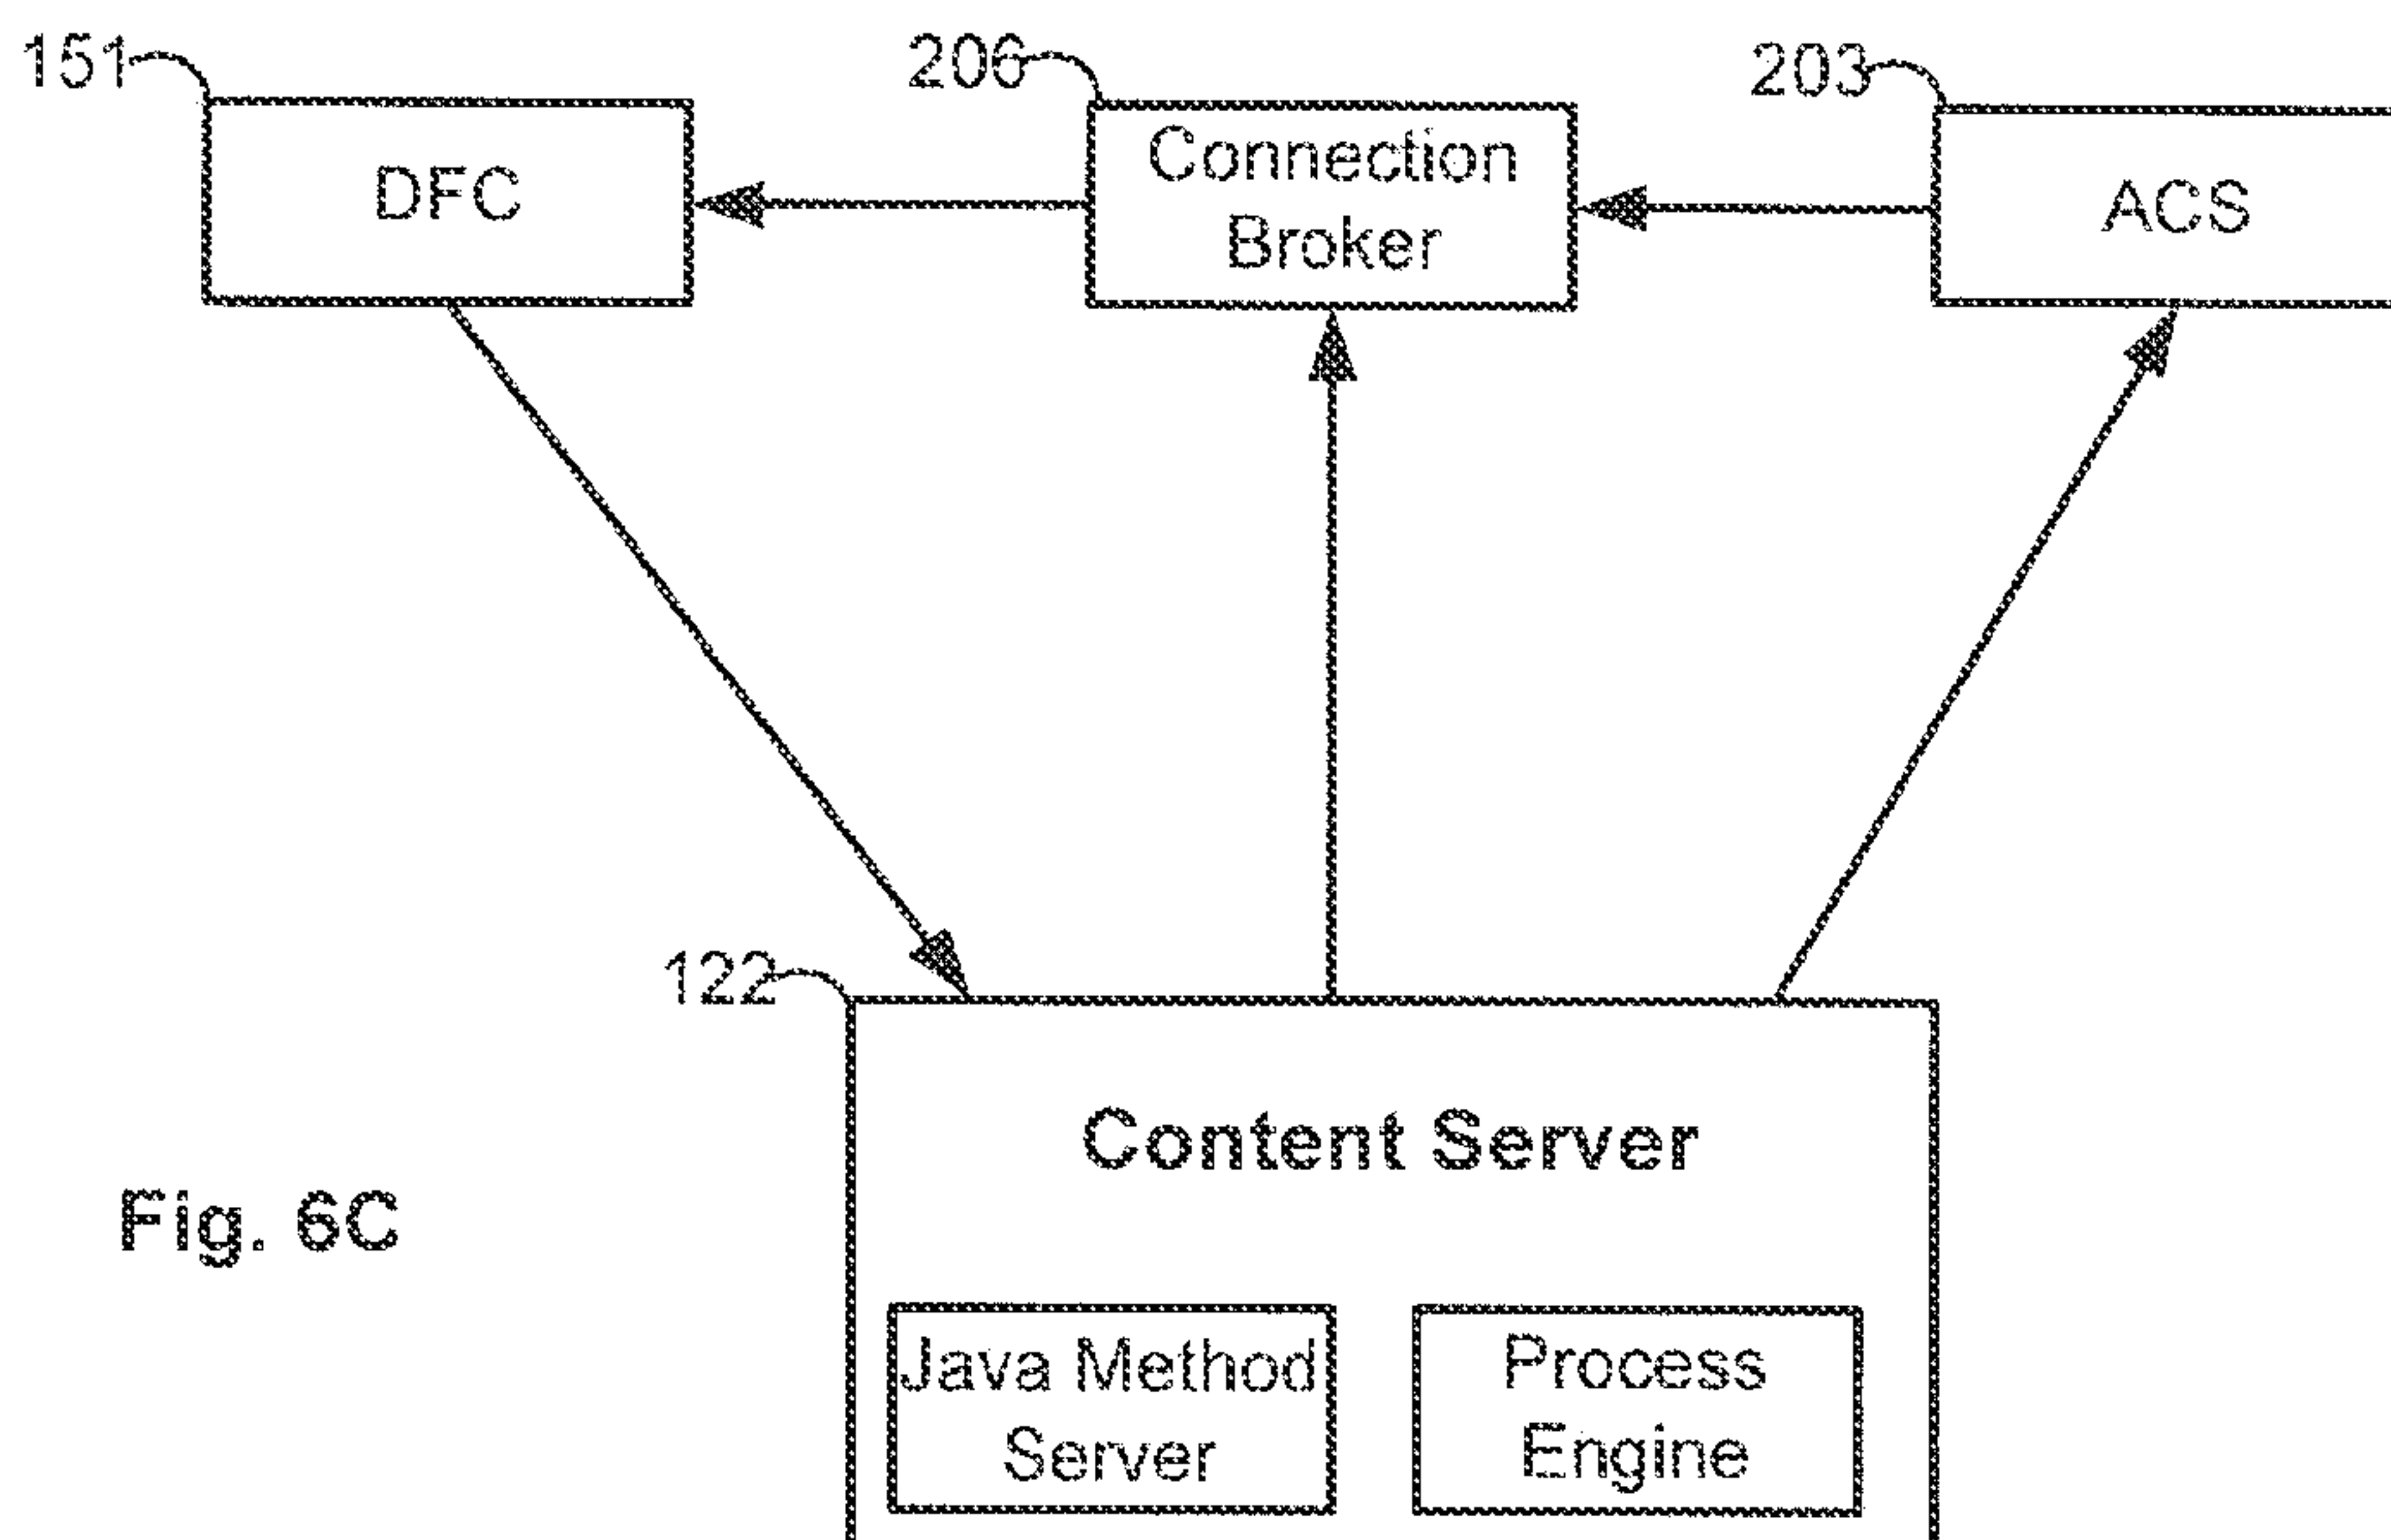 151
206
203
DFC
Connection
Broker
ACS
122
Content Server
Fig. 6C
Java Method
Server
Process
Engine